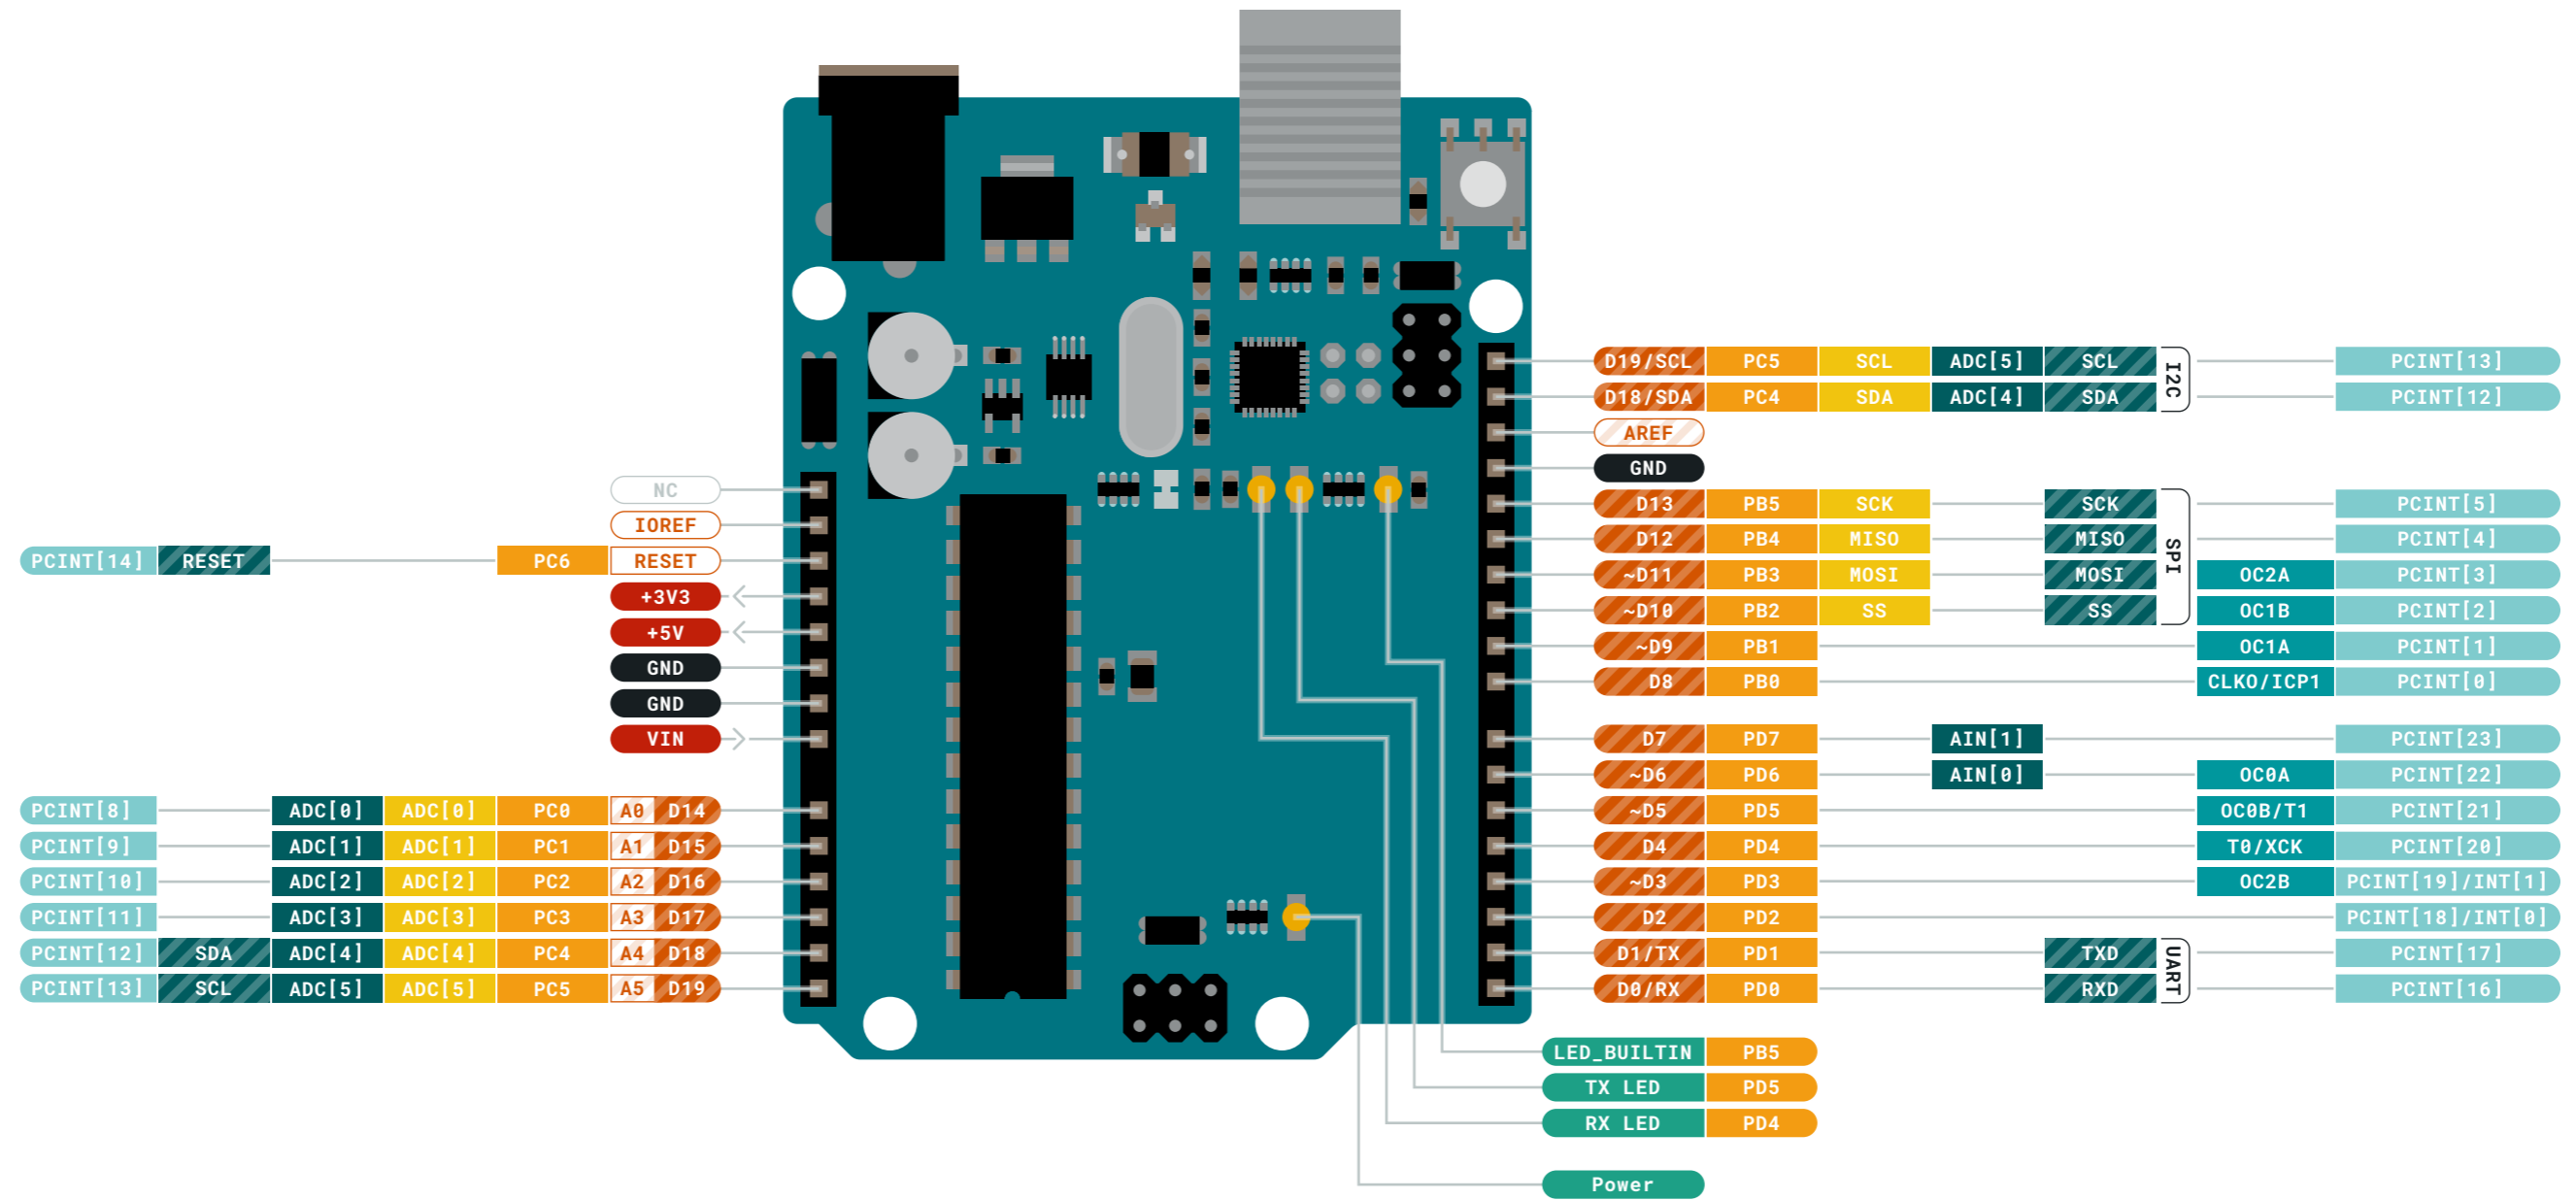 NC
IOREF
PCINT[14] RESET PC6 RESET
+3V3
+5V
GND
GND
VIN
PCINT[8] ADC[0] ADC[0] PC0 A0 D14
PCINT[9] ADC[1] ADC[1] PC1 A1 D15
PCINT[10] ADC[2] ADC[2] PC2 A2 D16
PCINT[11] ADC[3] ADC[3] PC3 A3 D17
PCINT[12] SDA ADC[4] ADC[4] PC4 A4 D18
PCINT[13] SCL ADC[5] ADC[5] PC5 A5 D19
D19/SCL PC5 SCL ADC[5] SCL PCINT[13]
D18/SDA PC4 SDA ADC[4] SDA PCINT[12]
I2C
AREF
GND
D13 PB5 SCK SCK PCINT[5]
D12 PB4 MISO MISO PCINT[4]
~D11 PB3 MOSI MOSI OC2A PCINT[3]
~D10 PB2 SS SS OC1B PCINT[2]
SPI
~D9 PB1 OC1A PCINT[1]
D8 PB0 CLKO/ICP1 PCINT[0]
D7 PD7 AIN[1] PCINT[23]
~D6 PD6 AIN[0] OC0A PCINT[22]
~D5 PD5 OC0B/T1 PCINT[21]
D4 PD4 T0/XCK PCINT[20]
~D3 PD3 OC2B PCINT[19]/INT[1]
D2 PD2 PCINT[18]/INT[0]
D1/TX PD1 TXD PCINT[17]
D0/RX PD0 RXD PCINT[16]
UART
LED_BUILTIN PB5
TX LED PD5
RX LED PD4
Power